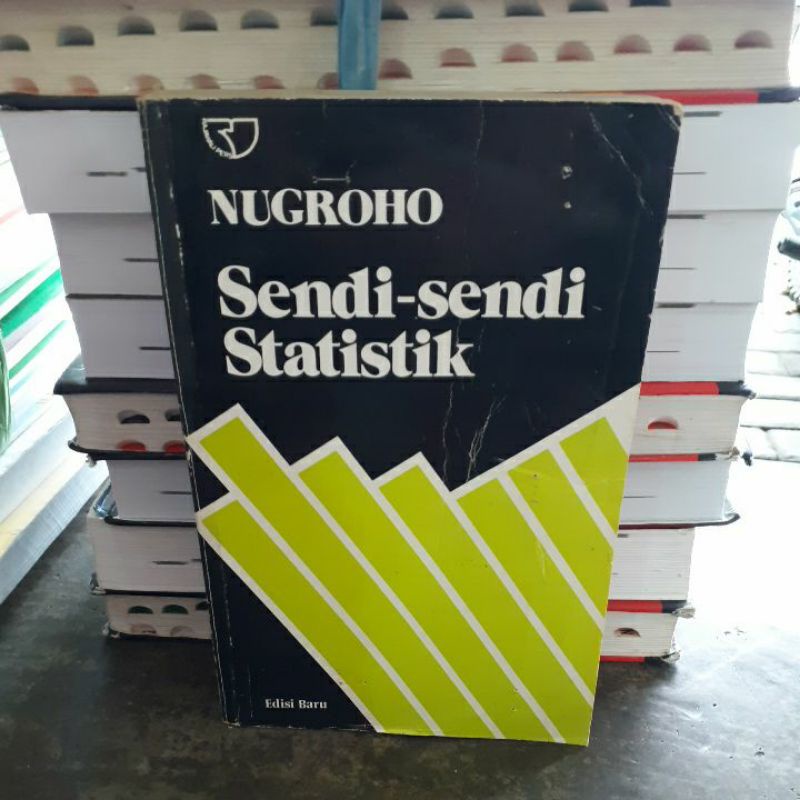 NUGROHO
Sendi-sendi
Statistik
Edisi Baru